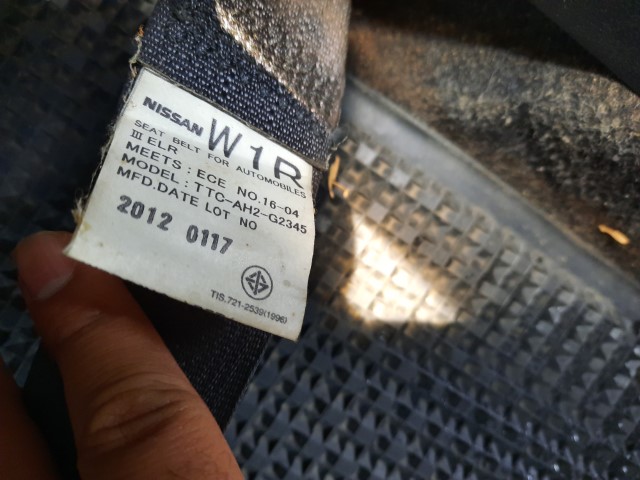 NISSAN W1R
SEAT BELT FOR AUTOMOBILES
III ELR
MEETS : ECE NO.16-04
MODEL : TTC-AH2-G2345
MFD.DATE LOT NO
2012 0117
TIS.721-2539(1996)